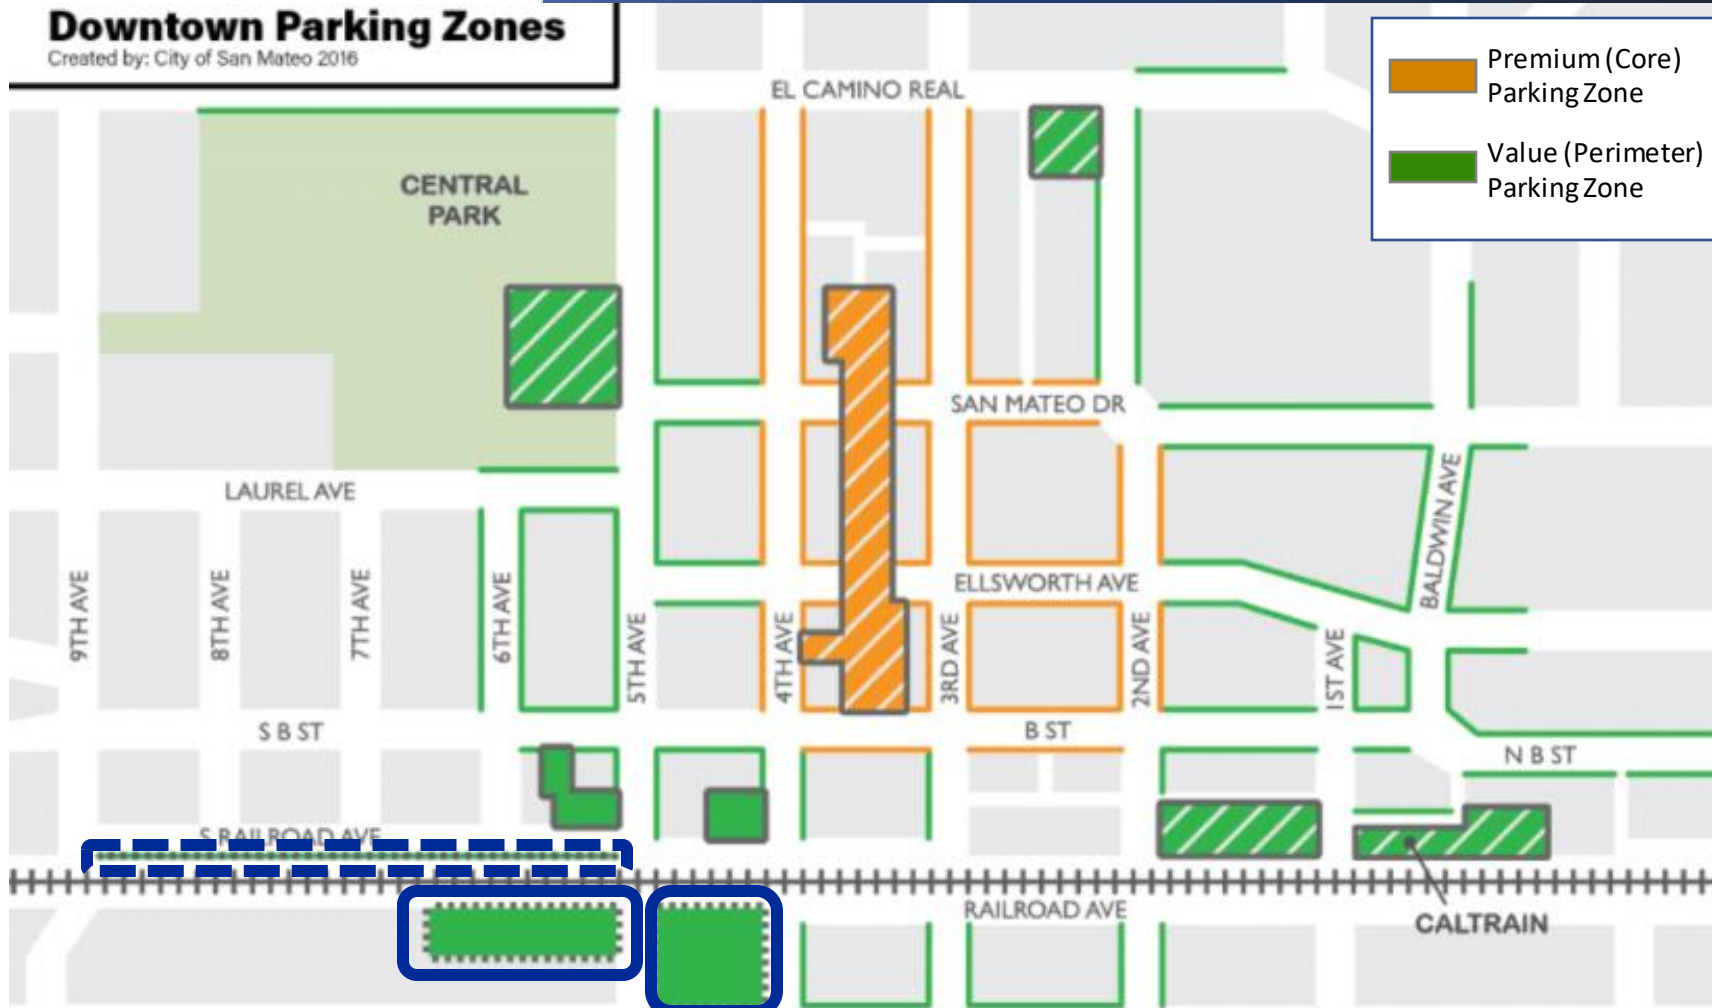 Downtown Parking Zones
Created by: City of San Mateo 2016
Premium (Core)
Parking Zone
Value (Perimeter)
Parking Zone
EL CAMINO REAL
CENTRAL
PARK
SAN MATEO DR
LAUREL AVE
BALDWIN AVE
ELLSWORTH AVE
9TH AVE
8TH AVE
7TH AVE
6TH AVE
5TH AVE
4TH AVE
3RD AVE
2ND AVE
1ST AVE
S B ST
B ST
N B ST
S RAILROAD AVE
RAILROAD AVE
CALTRAIN